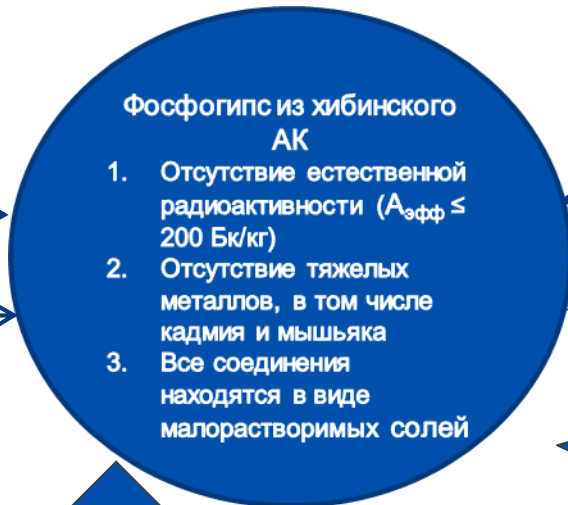 Фосфогипс из хибинского
АК
1. Отсутствие естественной
радиоактивности (Aэфф ≤
200 Бк/кг)
2. Отсутствие тяжелых
металлов, в том числе
кадмия и мышьяка
3. Все соединения
находятся в виде
малорастворимых солей